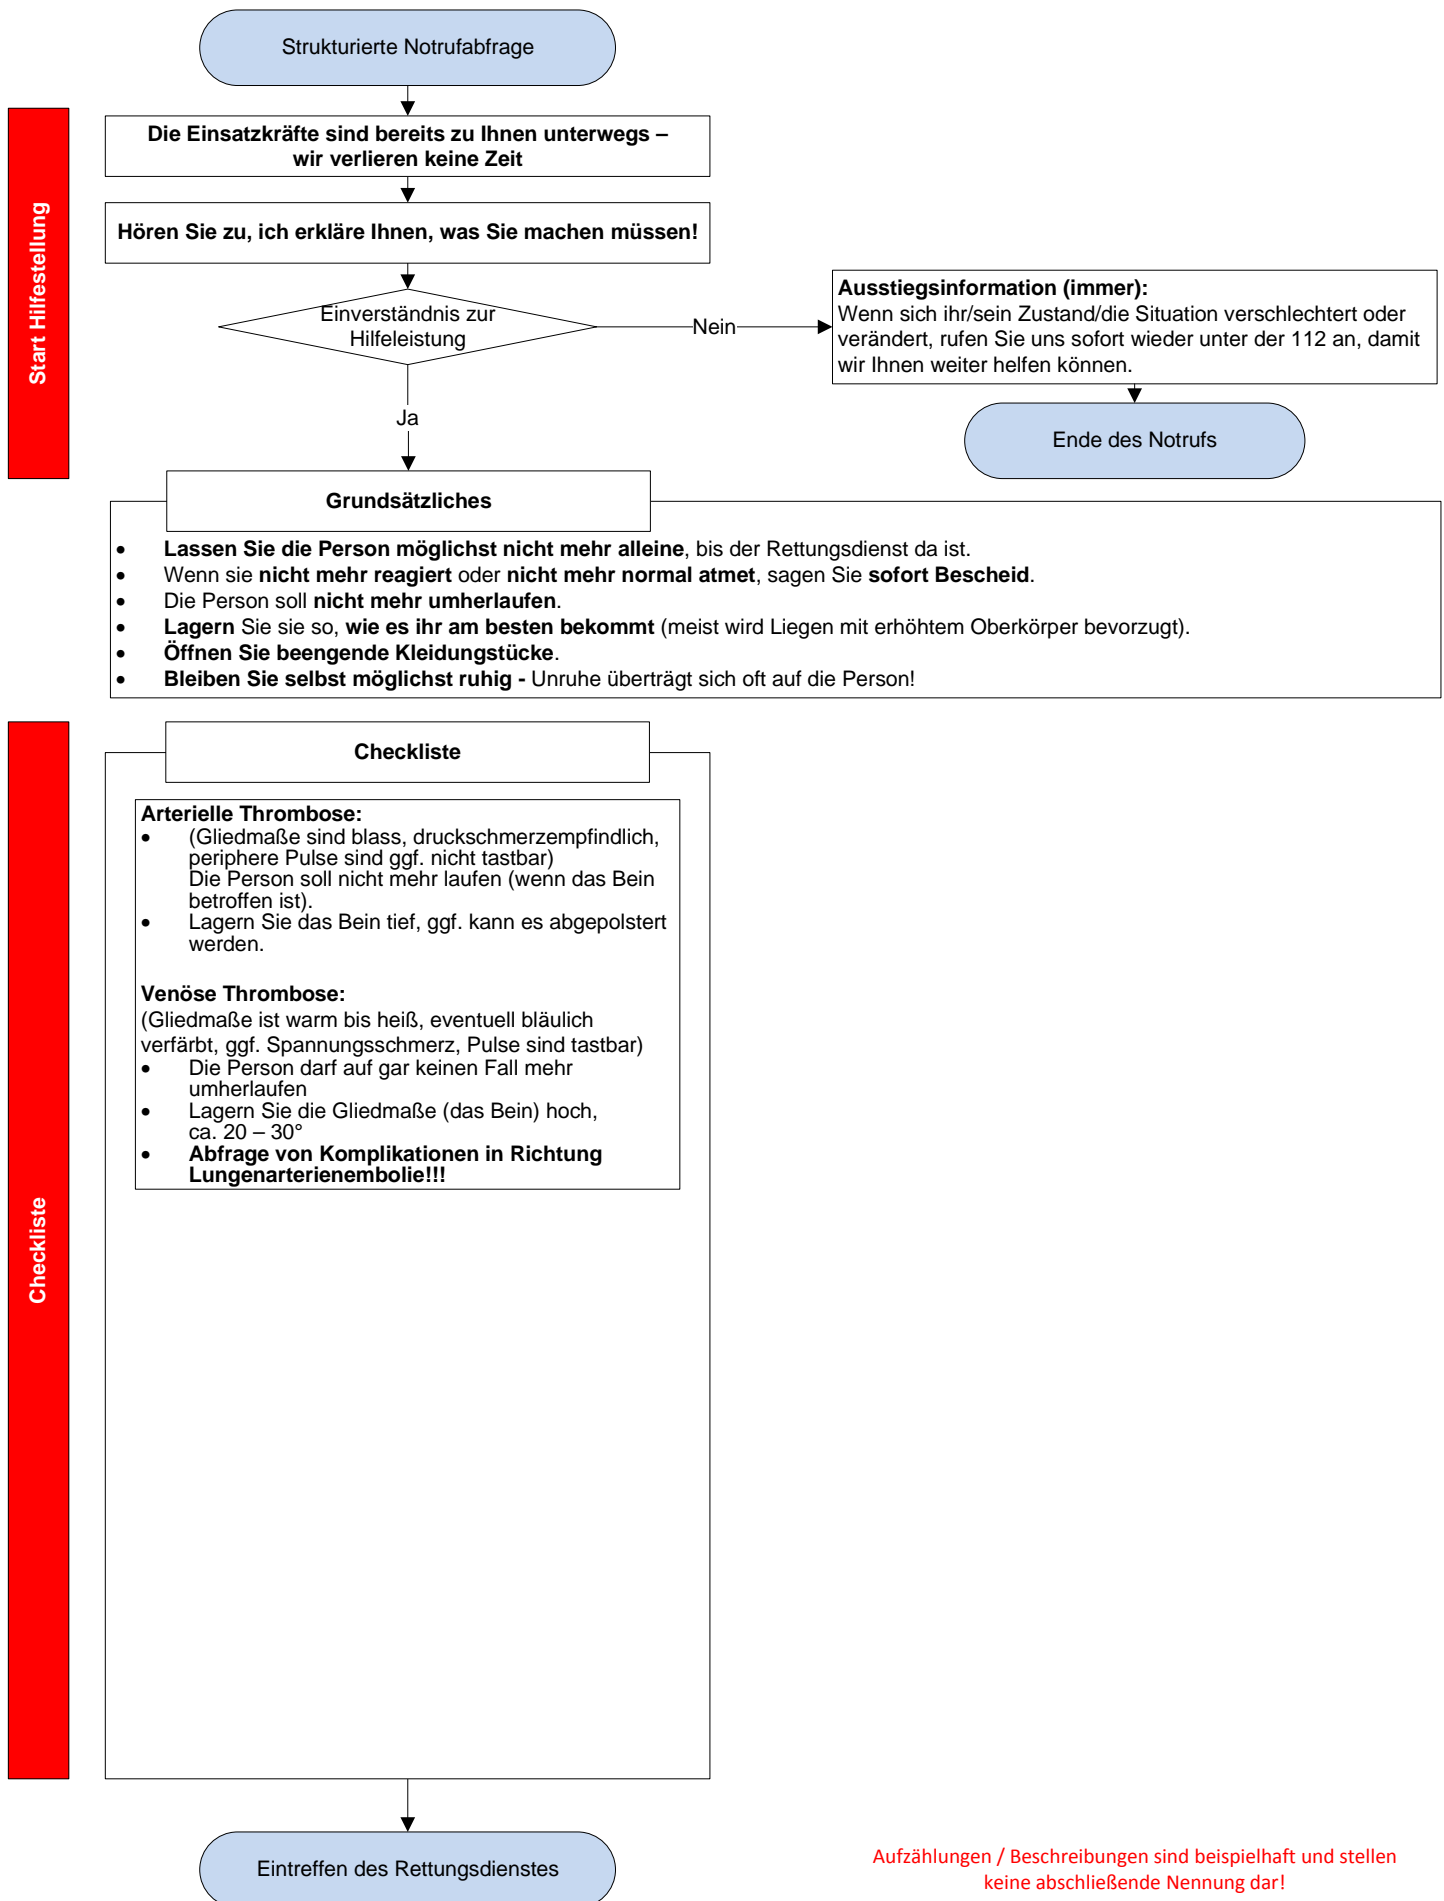 Strukturierte Notrufabfrage
Start Hilfestellung
Die Einsatzkräfte sind bereits zu Ihnen unterwegs –
wir verlieren keine Zeit
Hören Sie zu, ich erkläre Ihnen, was Sie machen müssen!
Einverständnis zur
Hilfeleistung
Nein
Ausstiegsinformation (immer):
Wenn sich ihr/sein Zustand/die Situation verschlechtert oder
verändert, rufen Sie uns sofort wieder unter der 112 an, damit
wir Ihnen weiter helfen können.
Ende des Notrufs
Ja
Grundsätzliches
• Lassen Sie die Person möglichst nicht mehr alleine, bis der Rettungsdienst da ist.
• Wenn sie nicht mehr reagiert oder nicht mehr normal atmet, sagen Sie sofort Bescheid.
• Die Person soll nicht mehr umherlaufen.
• Lagern Sie sie so, wie es ihr am besten bekommt (meist wird Liegen mit erhöhtem Oberkörper bevorzugt).
• Öffnen Sie beengende Kleidungstücke.
• Bleiben Sie selbst möglichst ruhig - Unruhe überträgt sich oft auf die Person!
Checkliste
Checkliste
Arterielle Thrombose:
• (Gliedmaße sind blass, druckschmerzempfindlich,
periphere Pulse sind ggf. nicht tastbar)
Die Person soll nicht mehr laufen (wenn das Bein
betroffen ist).
• Lagern Sie das Bein tief, ggf. kann es abgepolstert
werden.
Venöse Thrombose:
(Gliedmaße ist warm bis heiß, eventuell bläulich
verfärbt, ggf. Spannungsschmerz, Pulse sind tastbar)
• Die Person darf auf gar keinen Fall mehr
umherlaufen
• Lagern Sie die Gliedmaße (das Bein) hoch,
ca. 20 – 30°
• Abfrage von Komplikationen in Richtung
Lungenarterienembolie!!!
Eintreffen des Rettungsdienstes
Aufzählungen / Beschreibungen sind beispielhaft und stellen
keine abschließende Nennung dar!